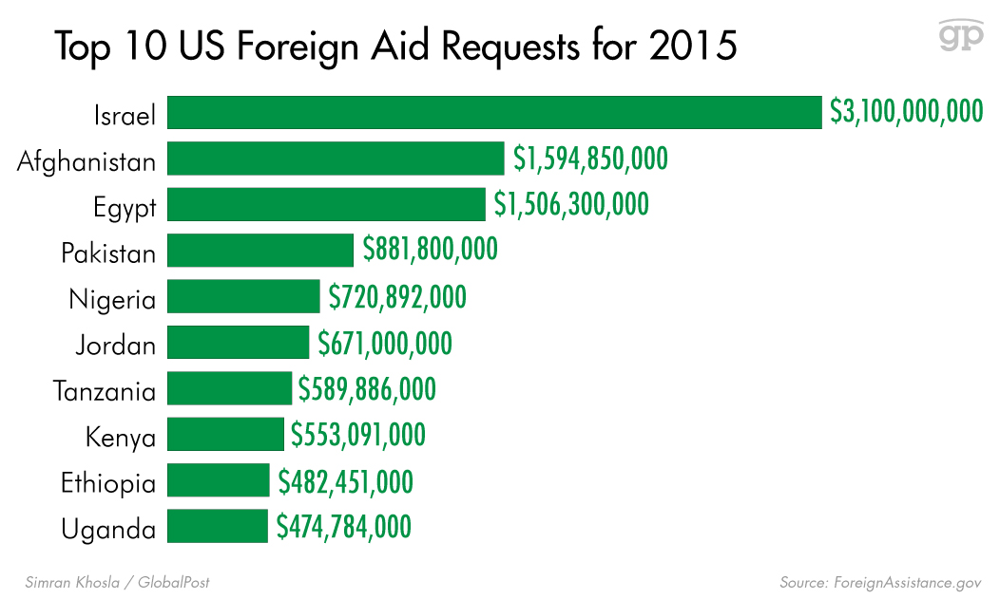 Top 10 US Foreign Aid Requests for 2015
gp
Israel $3,100,000,000
Afghanistan $1,594,850,000
Egypt $1,506,300,000
Pakistan $881,800,000
Nigeria $720,892,000
Jordan $671,000,000
Tanzania $589,886,000
Kenya $553,091,000
Ethiopia $482,451,000
Uganda $474,784,000
Simran Khosla / GlobalPost
Source: ForeignAssistance.gov